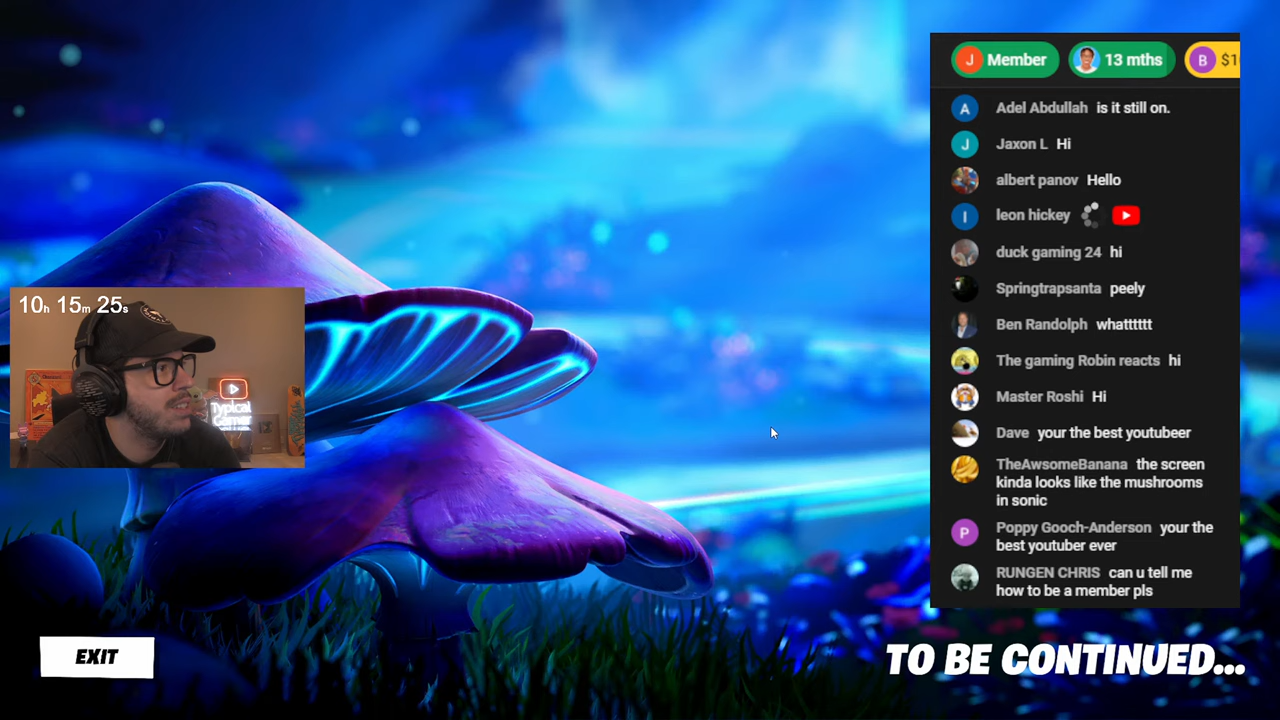 J Member
13 mths
B $1
A Adel Abdullah is it still on.
J Jaxon L Hi
albert panov Hello
l leon hickey
duck gaming 24 hi
Springtrapsanta peely
Ben Randolph whatttttt
The gaming Robin reacts hi
Master Roshi Hi
Dave your the best youtubeer
TheAwsomeBanana the screen
kinda looks like the mushrooms
in sonic
P Poppy Gooch-Anderson your the
best youtuber ever
RUNGEN CHRIS can u tell me
how to be a member pls
10h 15m 25s
Typical
Gamer
EXIT
TO BE CONTINUED...